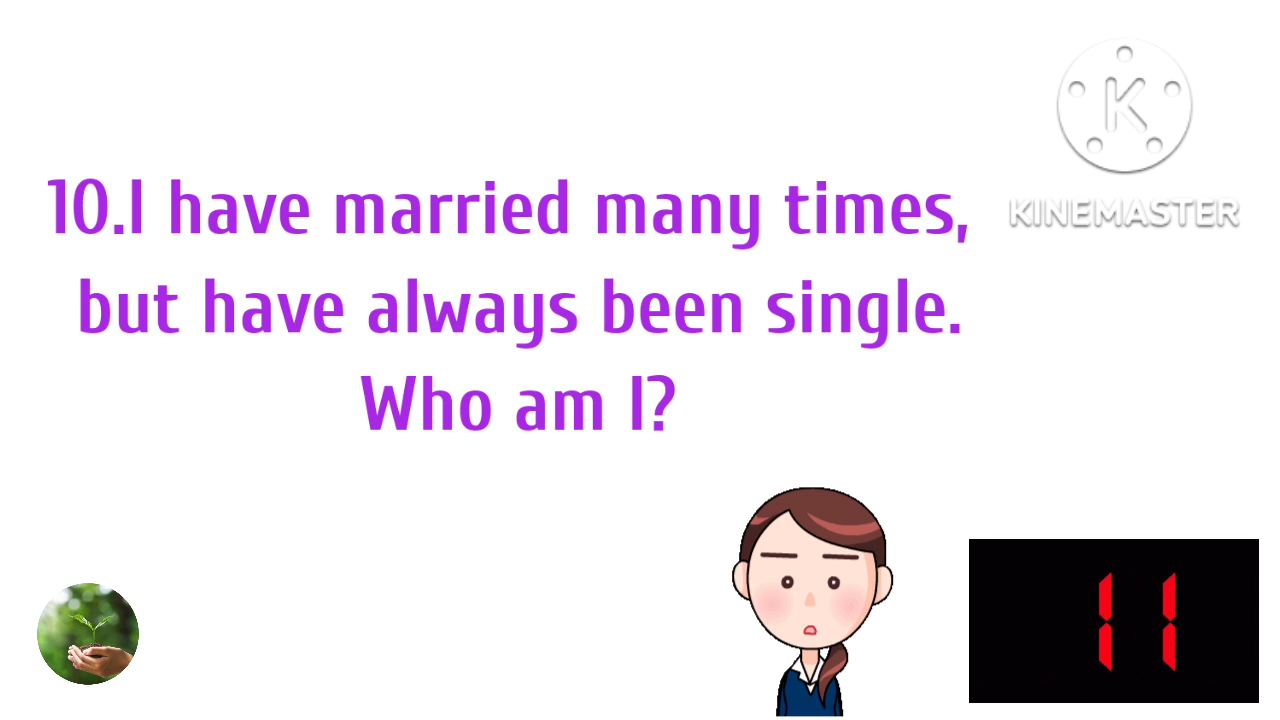 10.I have married many times,
but have always been single.
Who am I?
K
KINEMASTER
11